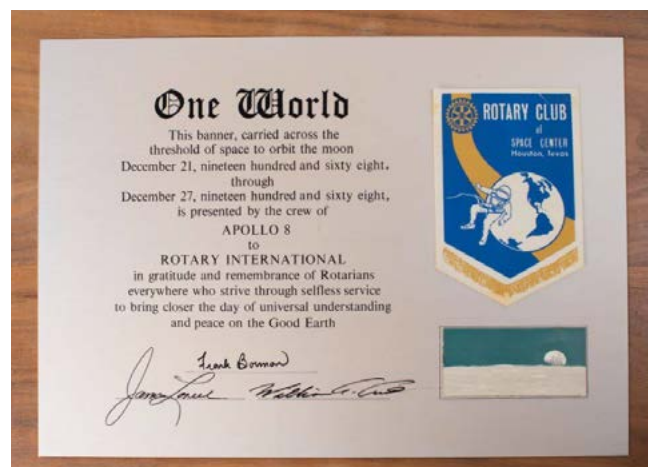 One World
This banner, carried across the
threshold of space to orbit the moon
December 21, nineteen hundred and sixty eight,
through
December 27, nineteen hundred and sixty eight,
is presented by the crew of
APOLLO 8
to
ROTARY INTERNATIONAL
in gratitude and remembrance of Rotarians
everywhere who strive through selfless service
to bring closer the day of universal understanding
and peace on the Good Earth
Frank Borman
James Lovell
ROTARY CLUB
of
SPACE CENTER
Houston, Texas